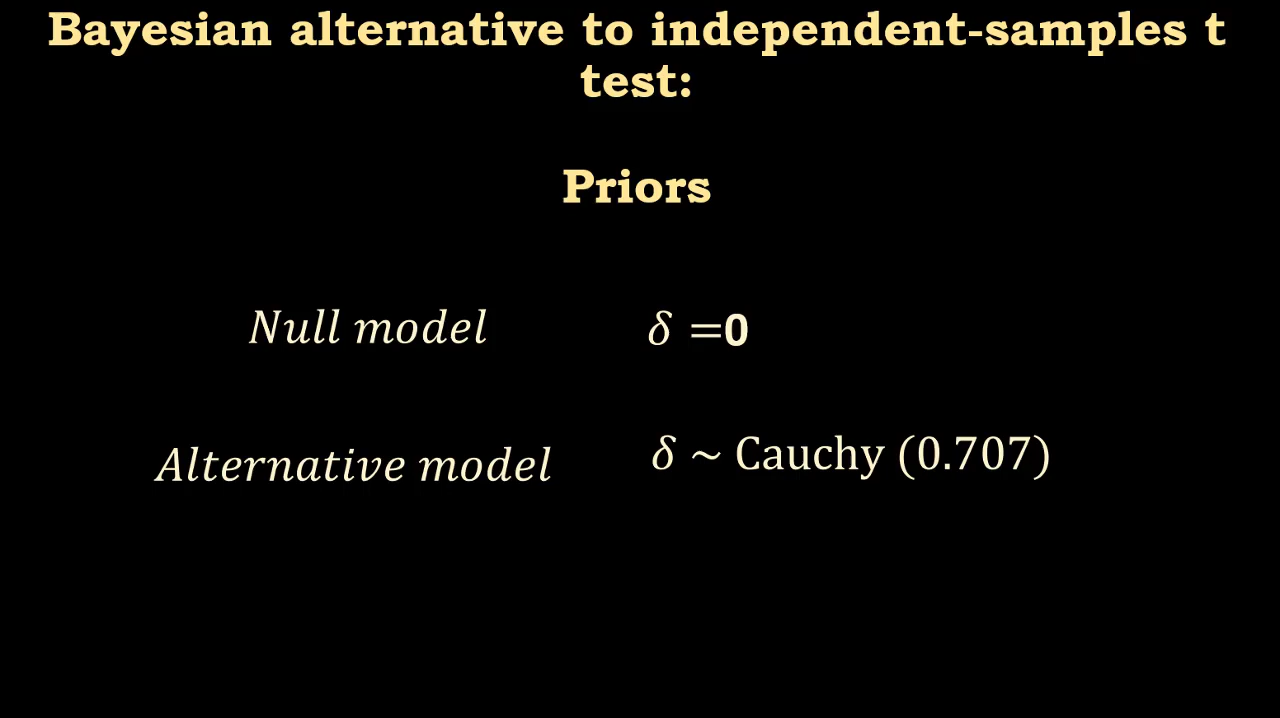 Bayesian alternative to independent-samples t
test:
Priors
Null model δ =0
Alternative model δ ~ Cauchy (0.707)